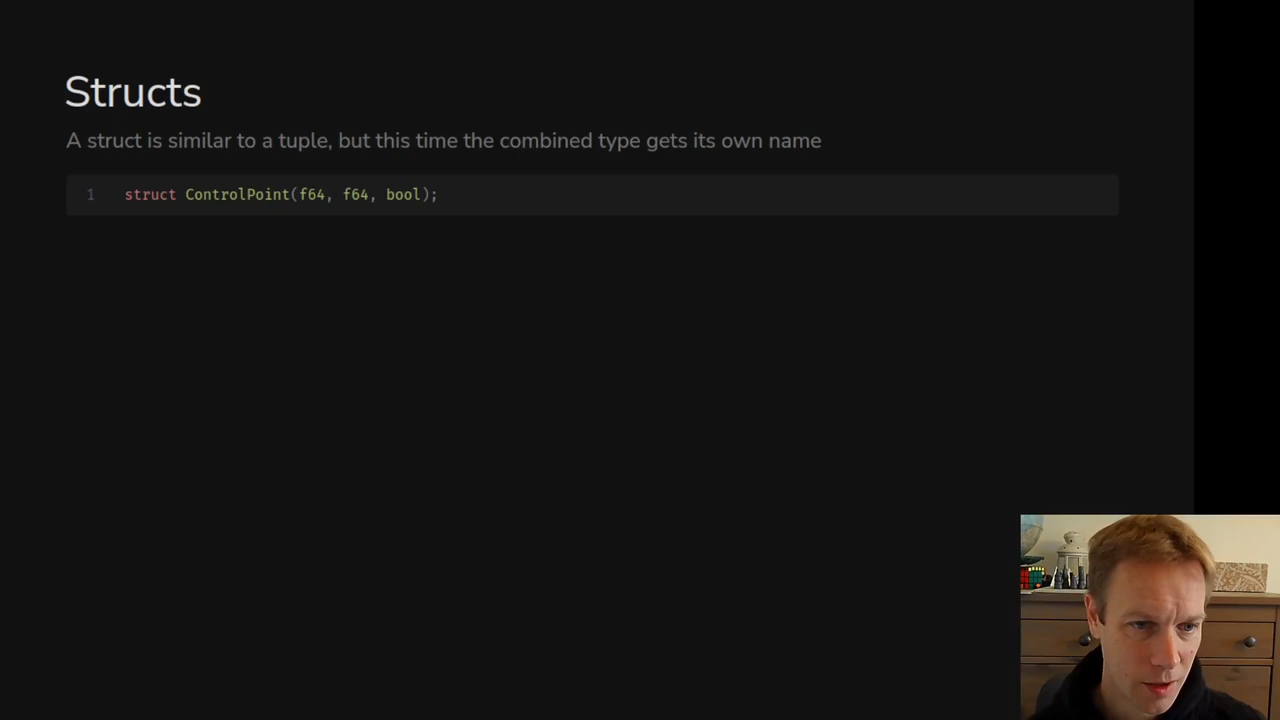 Structs
A struct is similar to a tuple, but this time the combined type gets its own name
1 struct ControlPoint(f64, f64, bool);